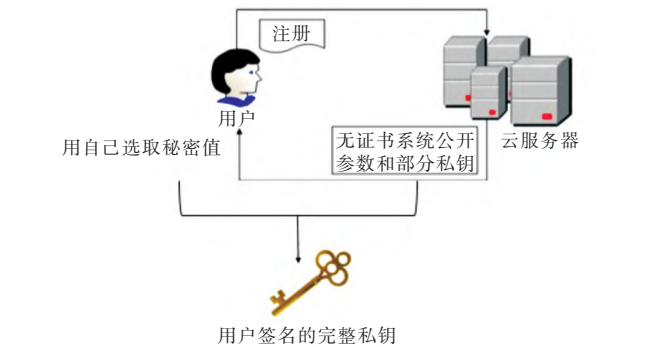 注册
用户
用自己选取秘密值
无证书系统公开
参数和部分私钥
云服务器
用户签名的完整私钥